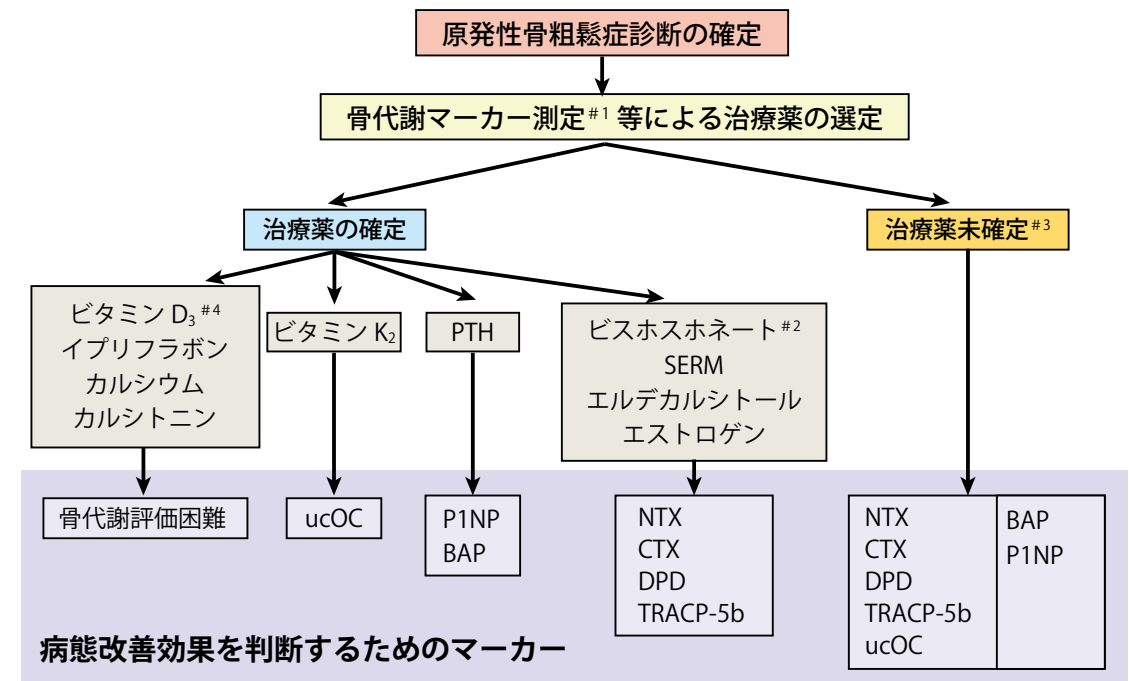 原発性骨粗鬆症診断の確定
骨代謝マーカー測定#1 等による治療薬の選定
治療薬の確定
治療薬未確定#3
ビタミン D3#4
イプリフラボン
カルシウム
カルシトニン
ビタミン K2
PTH
ビスホスホネート#2
SERM
エルデカルシトール
エストロゲン
骨代謝評価困難
ucOC
P1NP
BAP
NTX
CTX
DPD
TRACP-5b
NTX
CTX
DPD
TRACP-5b
ucOC
BAP
P1NP
病態改善効果を判断するためのマーカー